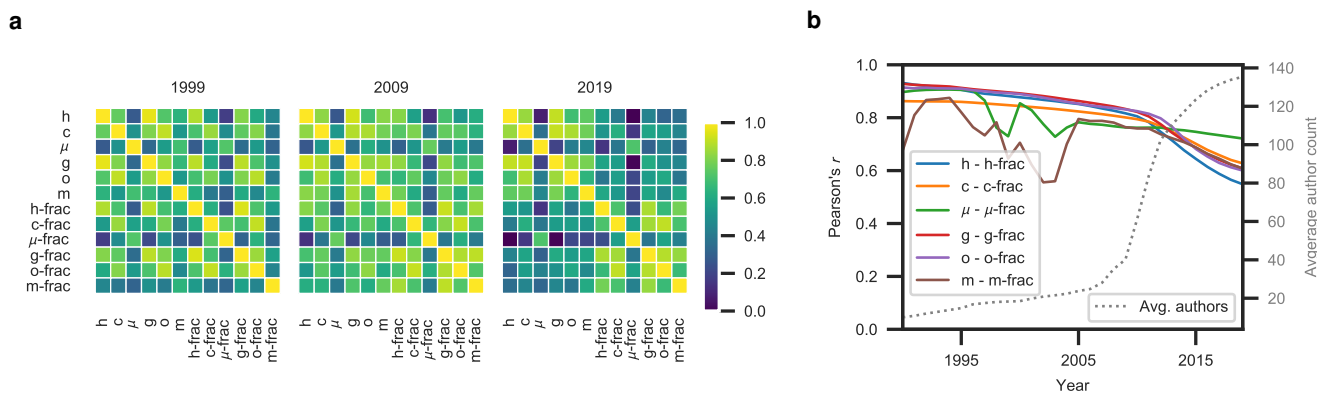 a
1999
2009
2019
h
c
μ
g
o
m
h-frac
c-frac
μ-frac
g-frac
o-frac
m-frac
h
c
μ
g
o
m
h-frac
c-frac
μ-frac
g-frac
o-frac
m-frac
h
c
μ
g
o
m
h-frac
c-frac
μ-frac
g-frac
o-frac
m-frac
h
c
μ
g
o
m
h-frac
c-frac
μ-frac
g-frac
o-frac
m-frac
1.0
0.8
0.6
0.4
0.2
0.0
b
Pearson's r
1.0
0.8
0.6
0.4
0.2
0.0
h - h-frac
c - c-frac
μ - μ-frac
g - g-frac
o - o-frac
m - m-frac
Avg. authors
1995
2005
2015
Year
140
120
100
80
60
40
20
Avqerage author count